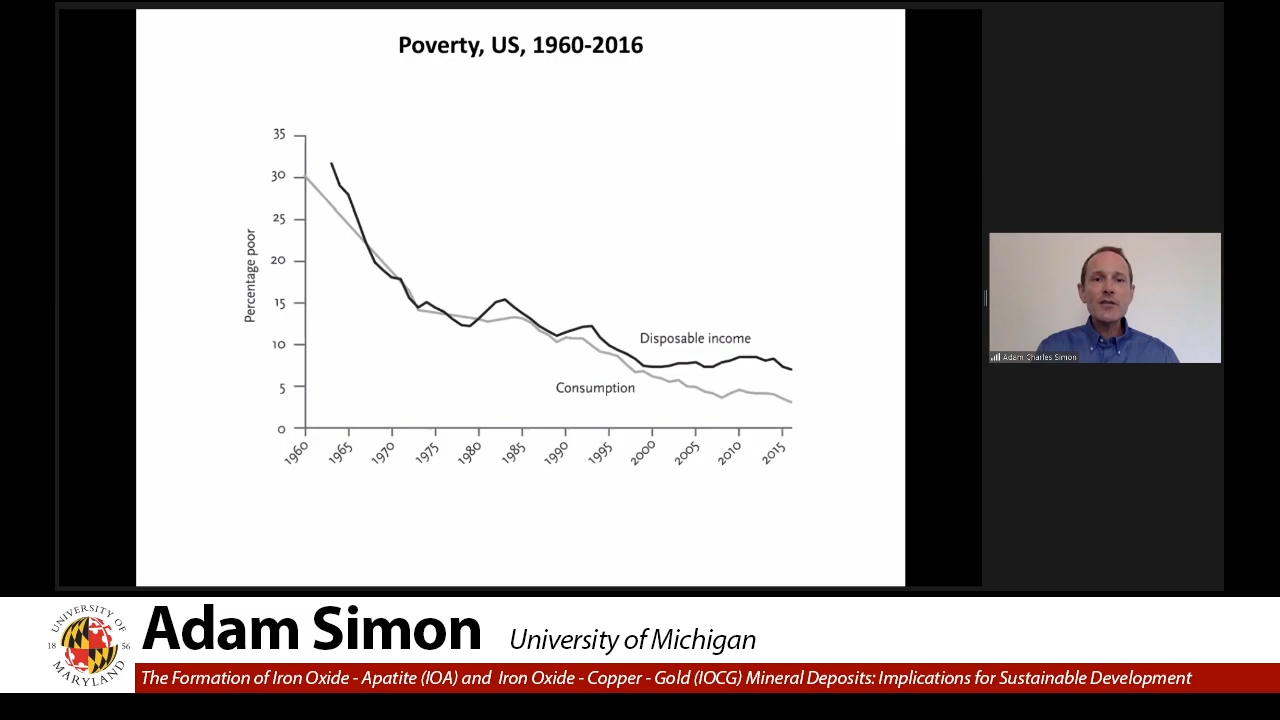 Poverty, US, 1960-2016
35
30
25
20
15
10
5
0
Percentage poor
Disposable income
Consumption
1960
1965
1970
1975
1980
1985
1990
1995
2000
2005
2010
2015
Adam Charles Simon
UNIVERSITY OF
18 56
MARYLAND
Adam Simon University of Michigan
The Formation of Iron Oxide - Apatite (IOA) and Iron Oxide - Copper - Gold (IOCG) Mineral Deposits: Implications for Sustainable Development